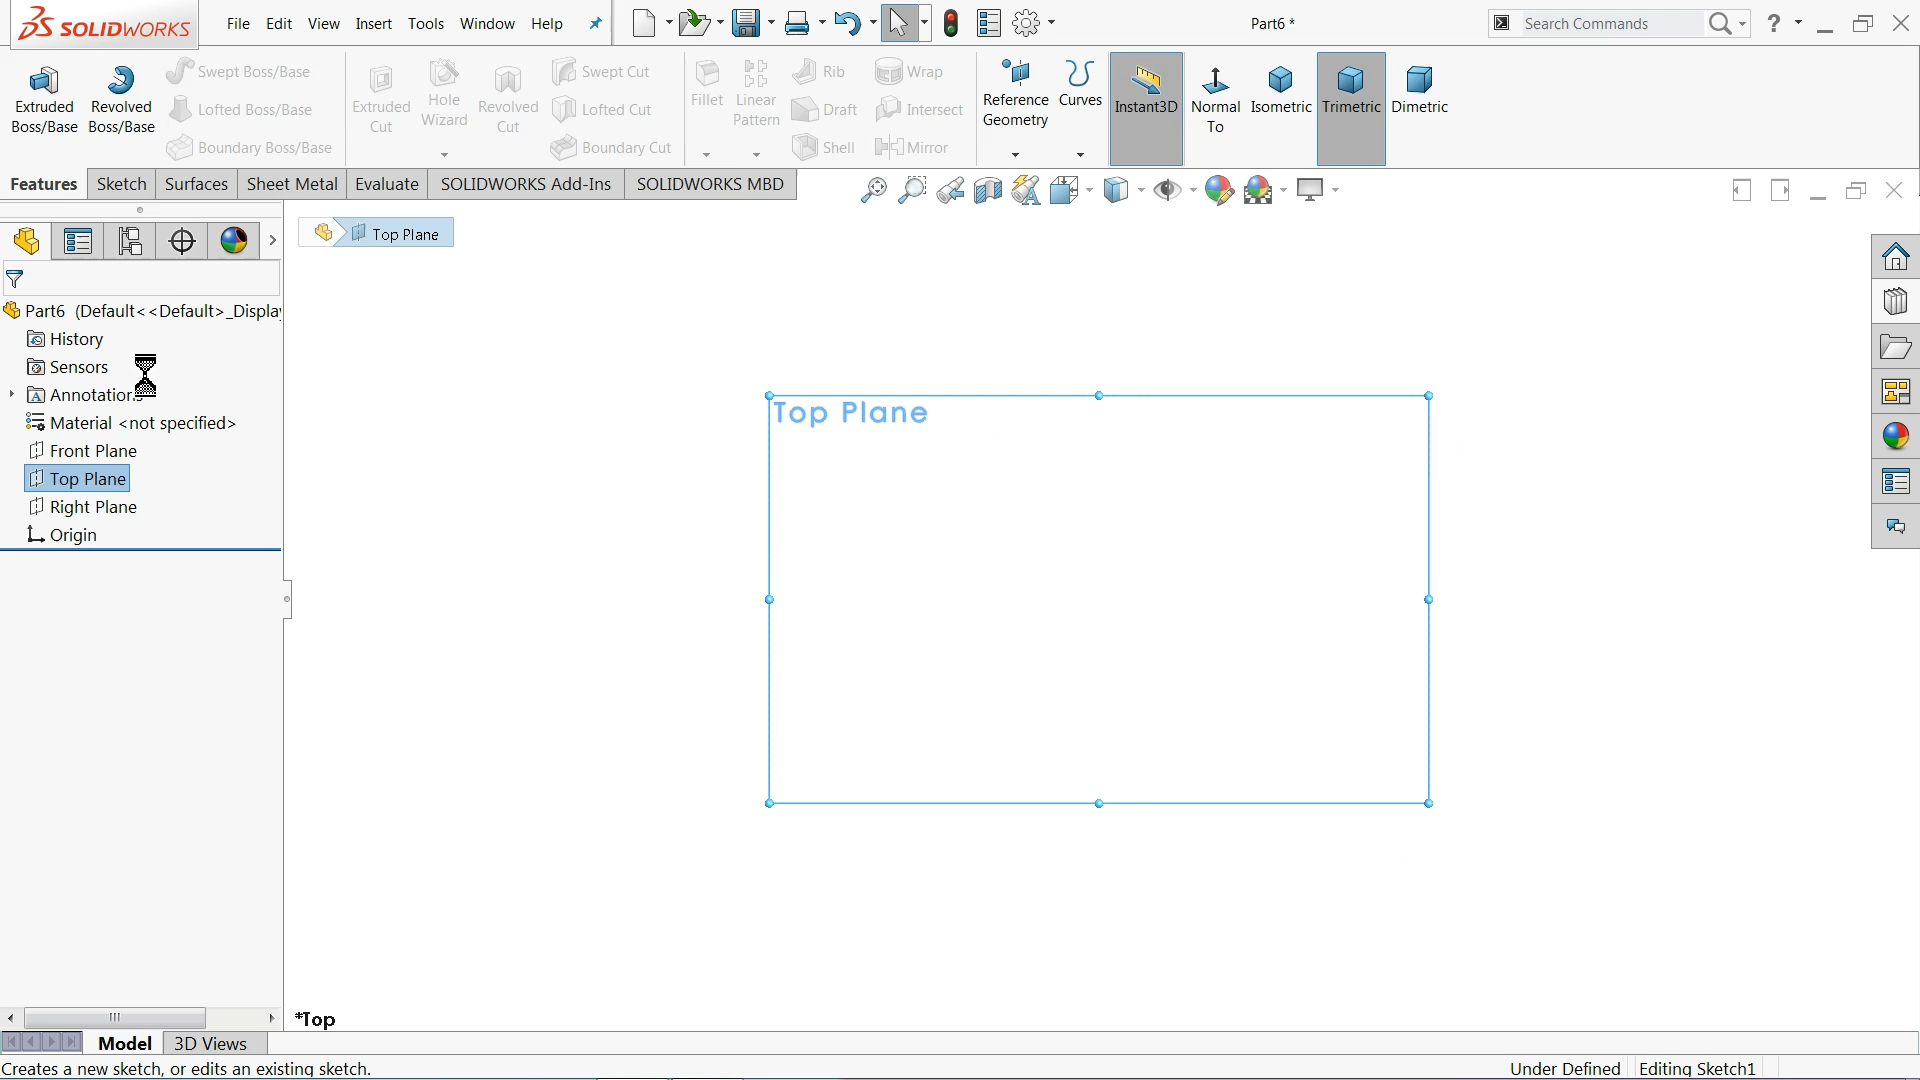 SOLIDWORKS File Edit View Insert Tools Window Help Part6 * Search Commands ?
Extruded Boss/Base
Revolved Boss/Base
Swept Boss/Base
Lofted Boss/Base
Boundary Boss/Base
Extruded Cut
Hole Wizard
Revolved Cut
Swept Cut
Lofted Cut
Boundary Cut
Fillet
Linear Pattern
Rib
Draft
Shell
Wrap
Intersect
Mirror
Reference Geometry
Curves
Instant3D
Normal To
Isometric
Trimetric
Dimetric
Features Sketch Surfaces Sheet Metal Evaluate SOLIDWORKS Add-Ins SOLIDWORKS MBD
Top Plane
Part6 (Default<<Default>_Display
History
Sensors
Annotations
Material <not specified>
Front Plane
Top Plane
Right Plane
Origin
Top Plane
*Top
Model 3D Views
Creates a new sketch, or edits an existing sketch. Under Defined Editing Sketch1